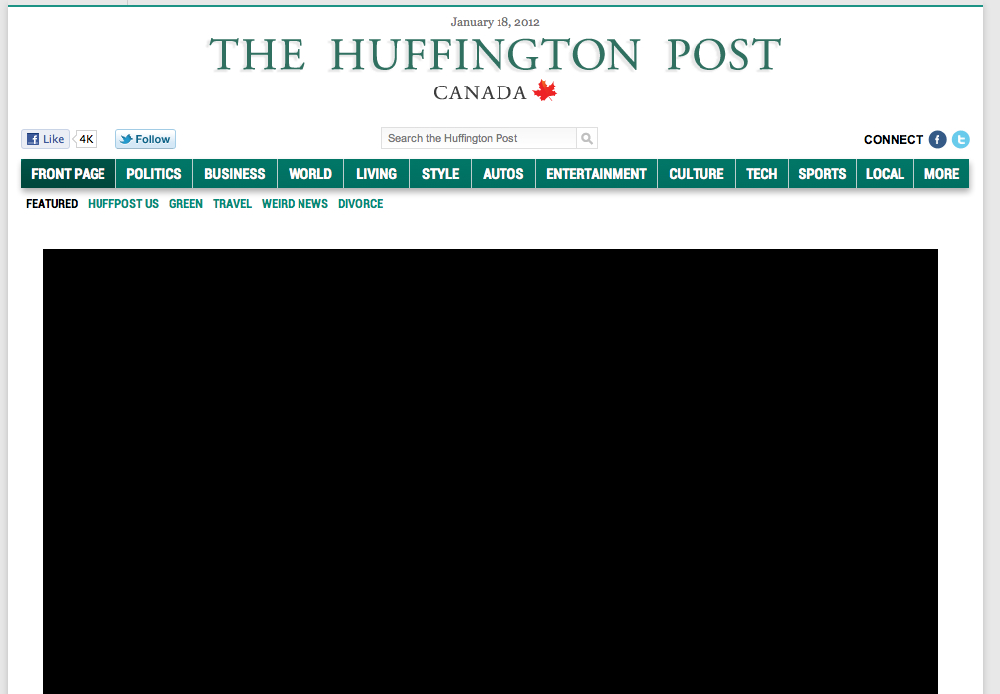 January 18, 2012
THE HUFFINGTON POST
CANADA
Like 4K Follow Search the Huffington Post CONNECT
FRONT PAGE POLITICS BUSINESS WORLD LIVING STYLE AUTOS ENTERTAINMENT CULTURE TECH SPORTS LOCAL MORE
FEATURED HUFFPOST US GREEN TRAVEL WEIRD NEWS DIVORCE